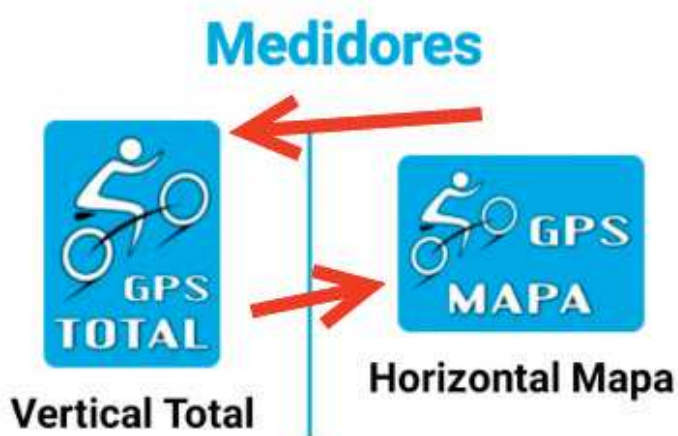 Medidores
GPS
TOTAL
Vertical Total
GPS
MAPA
Horizontal Mapa